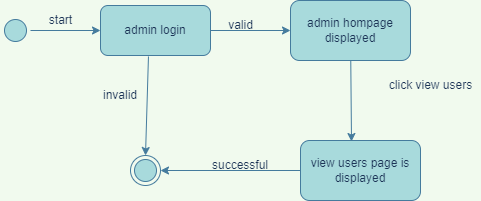 start
admin login
valid
admin hompage
displayed
click view users
invalid
successful
view users page is
displayed